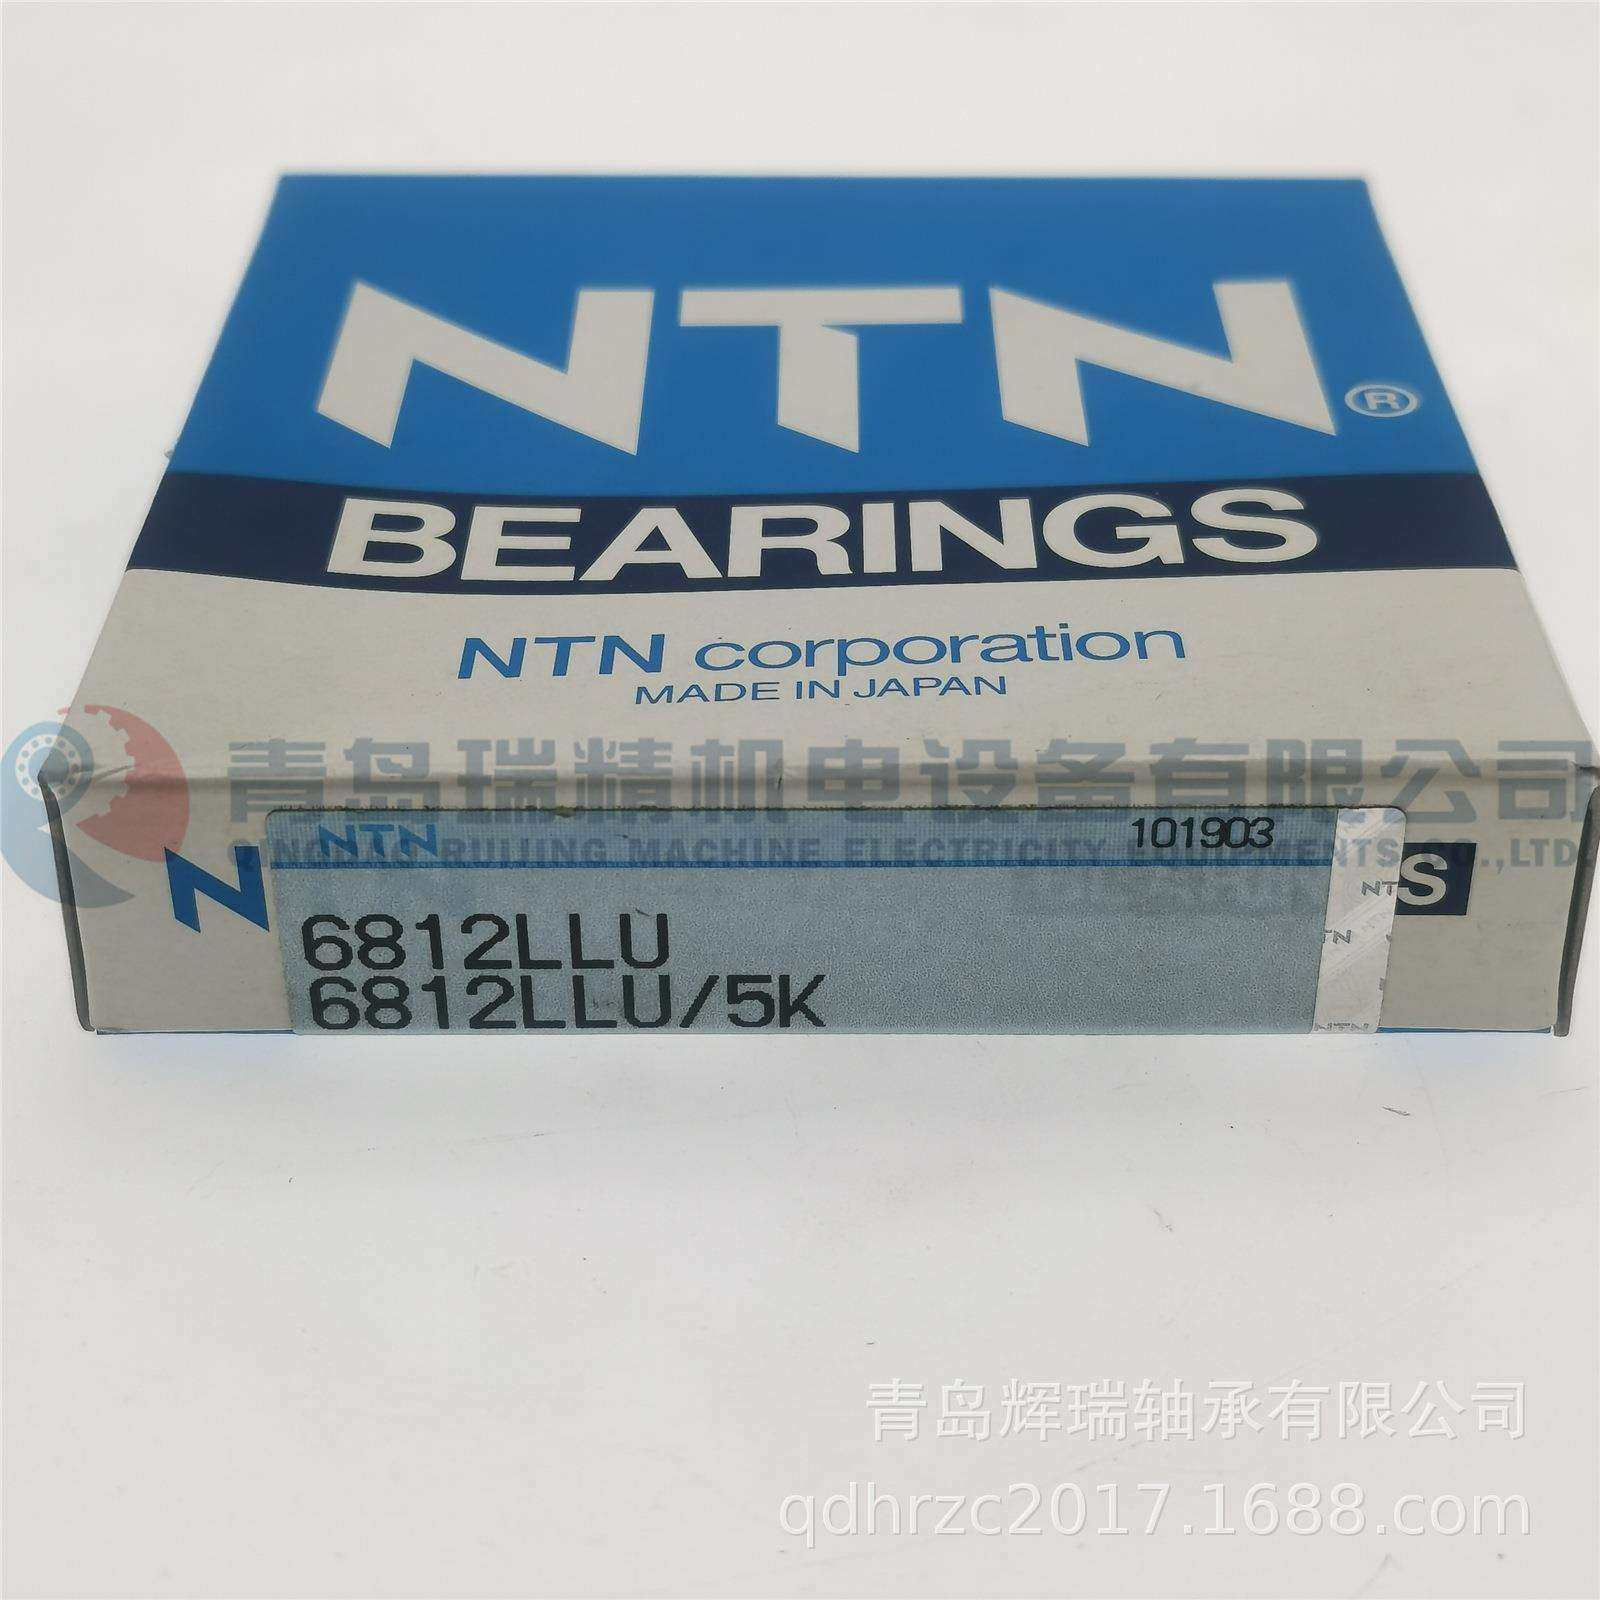 NTN®
BEARINGS
NTN corporation
MADE IN JAPAN
青岛瑞精机电设备有限公司
NTN
101903
6812LLU
6812LLU/5K
N
S
NTN
青岛辉瑞轴承有限公司
qdhrzc2017.1688.com